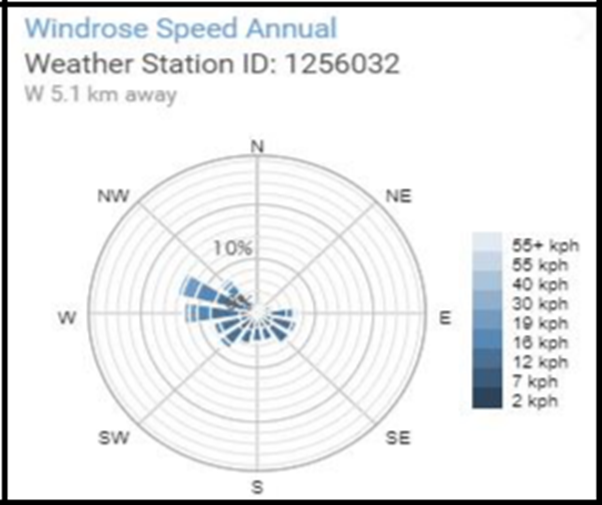 Windrose Speed Annual
Weather Station ID: 1256032
W 5.1 km away
N
NW
NE
10%
W
E
SW
SE
S
55+ kph
55 kph
40 kph
30 kph
19 kph
16 kph
12 kph
7 kph
2 kph